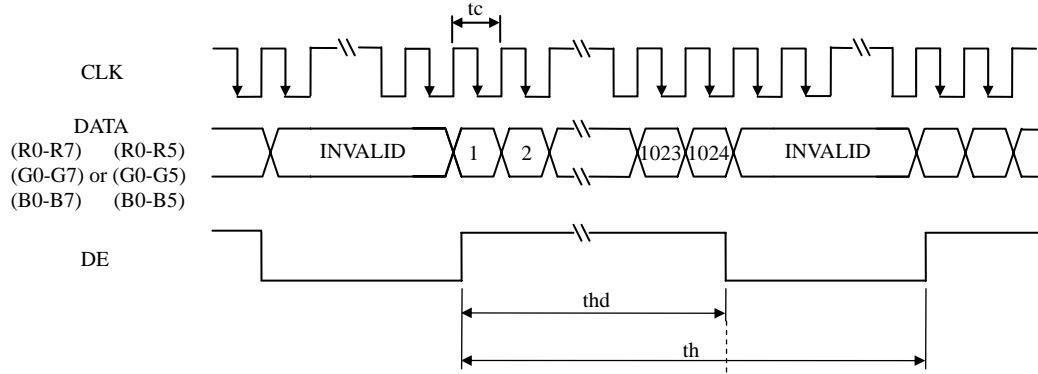 tc
CLK
DATA
(R0-R7) (R0-R5)
(G0-G7) or (G0-G5)
(B0-B7) (B0-B5)
INVALID 1 2 1023 1024 INVALID
DE
thd
th